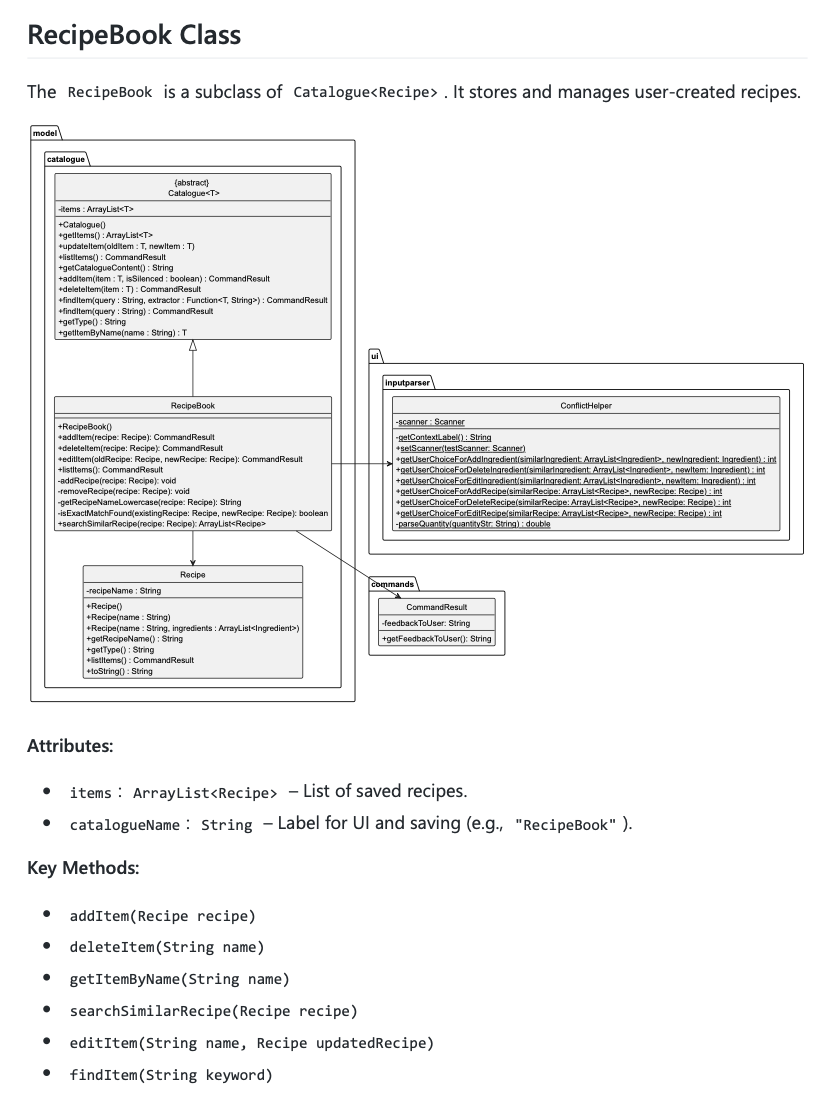 RecipeBook Class
The RecipeBook is a subclass of Catalogue<Recipe> . It stores and manages user-created recipes.
model
catalogue
{abstract}
Catalogue<T>
-items : ArrayList<T>
+Catalogue()
+getItems() : ArrayList<T>
+updateItem(oldItem : T, newItem : T)
+listItems() : CommandResult
+getCatalogueContent() : String
+addItem(item : T, isSilenced : boolean) : CommandResult
+deleteItem(item : T) : CommandResult
+findItem(query : String, extractor : Function<T, String>) : CommandResult
+findItem(query : String) : CommandResult
+getType() : String
+getItemByName(name : String) : T
RecipeBook
+RecipeBook()
+addItem(recipe: Recipe): CommandResult
+deleteItem(recipe: Recipe): CommandResult
+editItem(oldRecipe: Recipe, newRecipe: Recipe): CommandResult
+listItems(): CommandResult
-addRecipe(recipe: Recipe): void
-removeRecipe(recipe: Recipe): void
-getRecipeNameLowercase(recipe: Recipe): String
-isExactMatchFound(existingRecipe: Recipe, newRecipe: Recipe): boolean
+searchSimilarRecipe(recipe: Recipe): ArrayList<Recipe>
Recipe
-recipeName : String
+Recipe()
+Recipe(name : String)
+Recipe(name : String, ingredients : ArrayList<Ingredient>)
+getRecipeName() : String
+getType() : String
+listItems() : CommandResult
+toString() : String
ui
inputparser
ConflictHelper
-scanner : Scanner
-getContextLabel() : String
+setScanner(testScanner: Scanner)
+getUserChoiceForAddIngredient(similarIngredient: ArrayList<Ingredient>, newIngredient: Ingredient) : int
+getUserChoiceForDeleteIngredient(similarIngredient: ArrayList<Ingredient>, newItem: Ingredient) : int
+getUserChoiceForEditIngredient(similarIngredient: ArrayList<Ingredient>, newItem: Ingredient) : int
+getUserChoiceForAddRecipe(similarRecipe: ArrayList<Recipe>, newRecipe: Recipe) : int
+getUserChoiceForDeleteRecipe(similarRecipe: ArrayList<Recipe>, newRecipe: Recipe) : int
+getUserChoiceForEditRecipe(similarRecipe: ArrayList<Recipe>, newRecipe: Recipe) : int
-parseQuantity(quantityStr: String) : double
commands
CommandResult
-feedbackToUser: String
+getFeedbackToUser(): String
Attributes:
• items : ArrayList<Recipe> – List of saved recipes.
• catalogueName : String – Label for UI and saving (e.g., "RecipeBook" ).
Key Methods:
• addItem(Recipe recipe)
• deleteItem(String name)
• getItemByName(String name)
• searchSimilarRecipe(Recipe recipe)
• editItem(String name, Recipe updatedRecipe)
• findItem(String keyword)